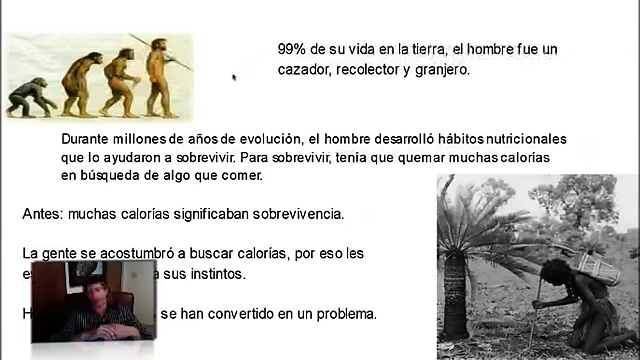 99% de su vida en la tierra, el hombre fue un
cazador, recolector y granjero.
Durante millones de años de evolución, el hombre desarrolló hábitos nutricionales
que lo ayudaron a sobrevivir. Para sobrevivir, tenía que quemar muchas calorías
en búsqueda de algo que comer.
Antes: muchas calorías significaban sobrevivencia.
La gente se acostumbró a buscar calorías, por eso les
a sus instintos.
se han convertido en un problema.